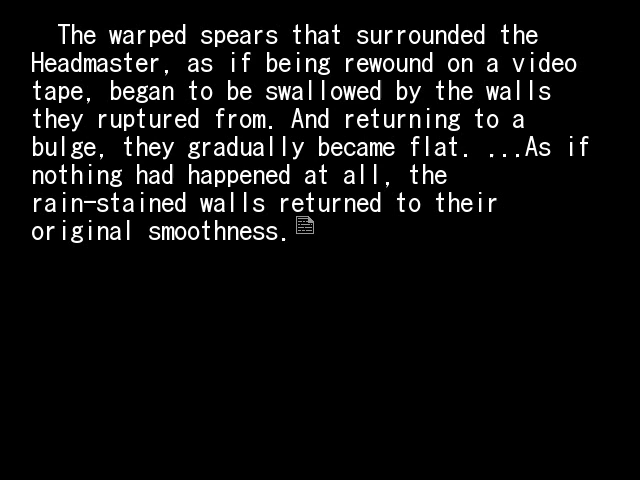 The warped spears that surrounded the
Headmaster, as if being rewound on a video
tape, began to be swallowed by the walls
they ruptured from. And returning to a
bulge, they gradually became flat. ...As if
nothing had happened at all, the
rain-stained walls returned to their
original smoothness.